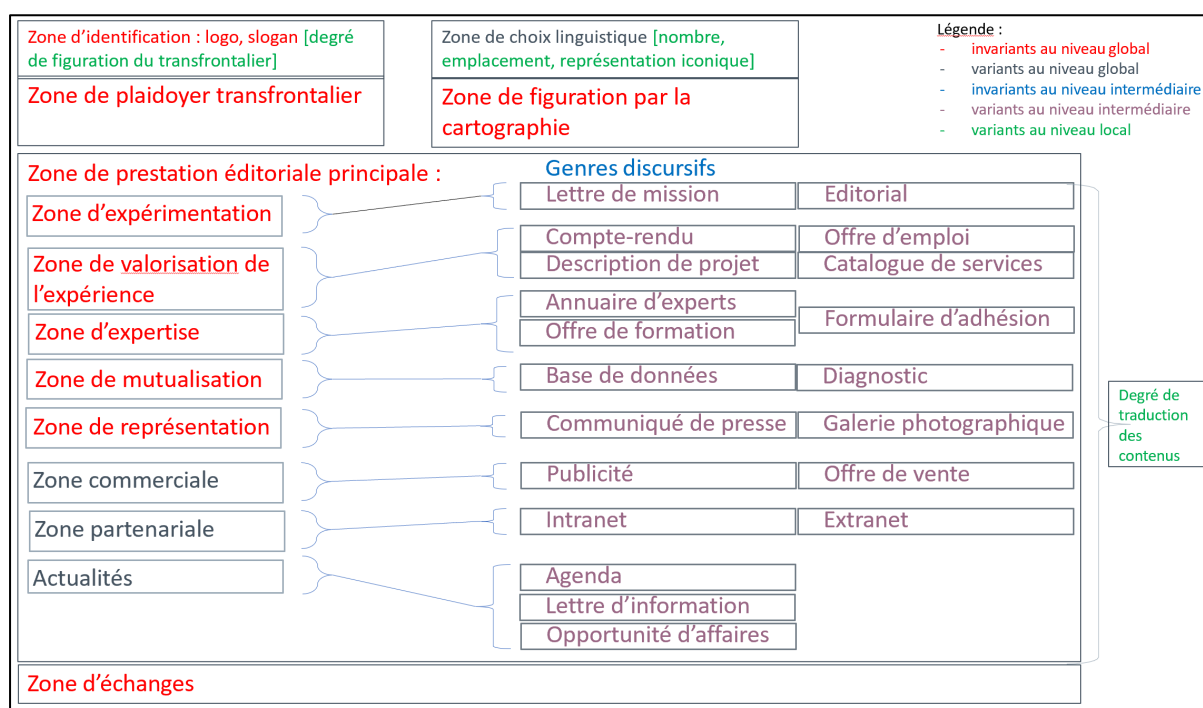 Zone d’identification : logo, slogan [degré
de figuration du transfrontalier]
Zone de choix linguistique [nombre,
emplacement, représentation iconique]
Légende :
- invariants au niveau global
- variants au niveau global
- invariants au niveau intermédiaire
- variants au niveau intermédiaire
- variants au niveau local
Zone de plaidoyer transfrontalier
Zone de figuration par la
cartographie
Zone de prestation éditoriale principale :
Genres discursifs
Zone d’expérimentation
Lettre de mission
Editorial
Zone de valorisation de
l’expérience
Compte-rendu
Offre d’emploi
Description de projet
Catalogue de services
Zone d’expertise
Annuaire d’experts
Offre de formation
Formulaire d’adhésion
Zone de mutualisation
Base de données
Diagnostic
Zone de représentation
Communiqué de presse
Galerie photographique
Zone commerciale
Publicité
Offre de vente
Zone partenariale
Intranet
Extranet
Actualités
Agenda
Lettre d’information
Opportunité d’affaires
Degré de
traduction
des
contenus
Zone d’échanges